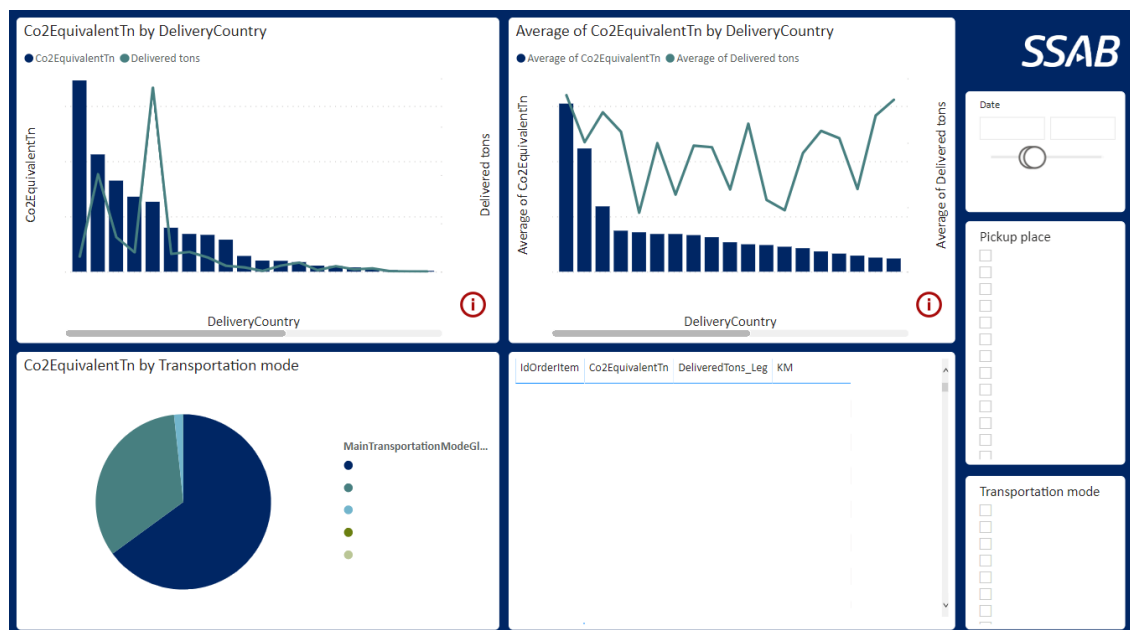 Co2EquivalentTn by DeliveryCountry
Co2EquivalentTn Delivered tons
Co2EquivalentTn
Delivered tons
DeliveryCountry
Average of Co2EquivalentTn by DeliveryCountry
Average of Co2EquivalentTn Average of Delivered tons
Average of Co2EquivalentTn
Average of Delivered tons
DeliveryCountry
SSAB
Date
Pickup place
Co2EquivalentTn by Transportation mode
MainTransportationModeGl...
IdOrderItem Co2EquivalentTn DeliveredTons_Leg KM
Transportation mode